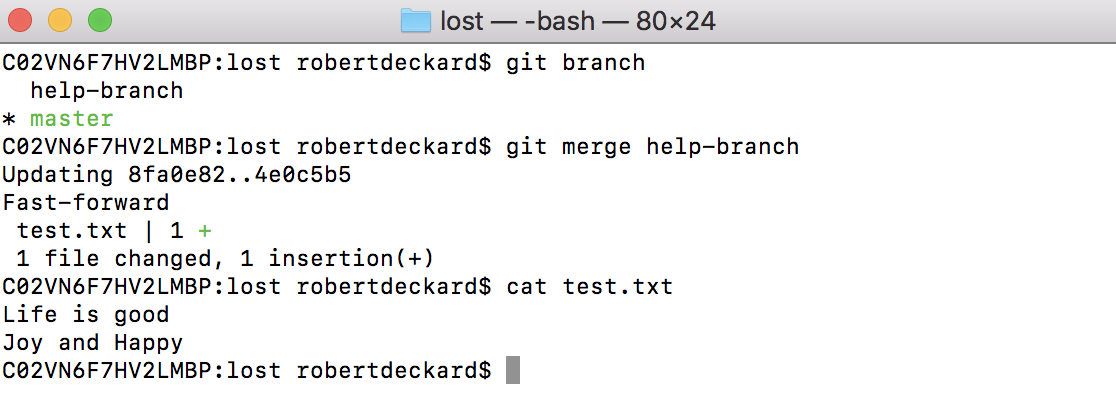 lost — -bash — 80×24
C02VN6F7HV2LMBP:lost robertdeckard$ git branch
  help-branch
* master
C02VN6F7HV2LMBP:lost robertdeckard$ git merge help-branch
Updating 8fa0e82..4e0c5b5
Fast-forward
 test.txt | 1 +
 1 file changed, 1 insertion(+)
C02VN6F7HV2LMBP:lost robertdeckard$ cat test.txt
Life is good
Joy and Happy
C02VN6F7HV2LMBP:lost robertdeckard$